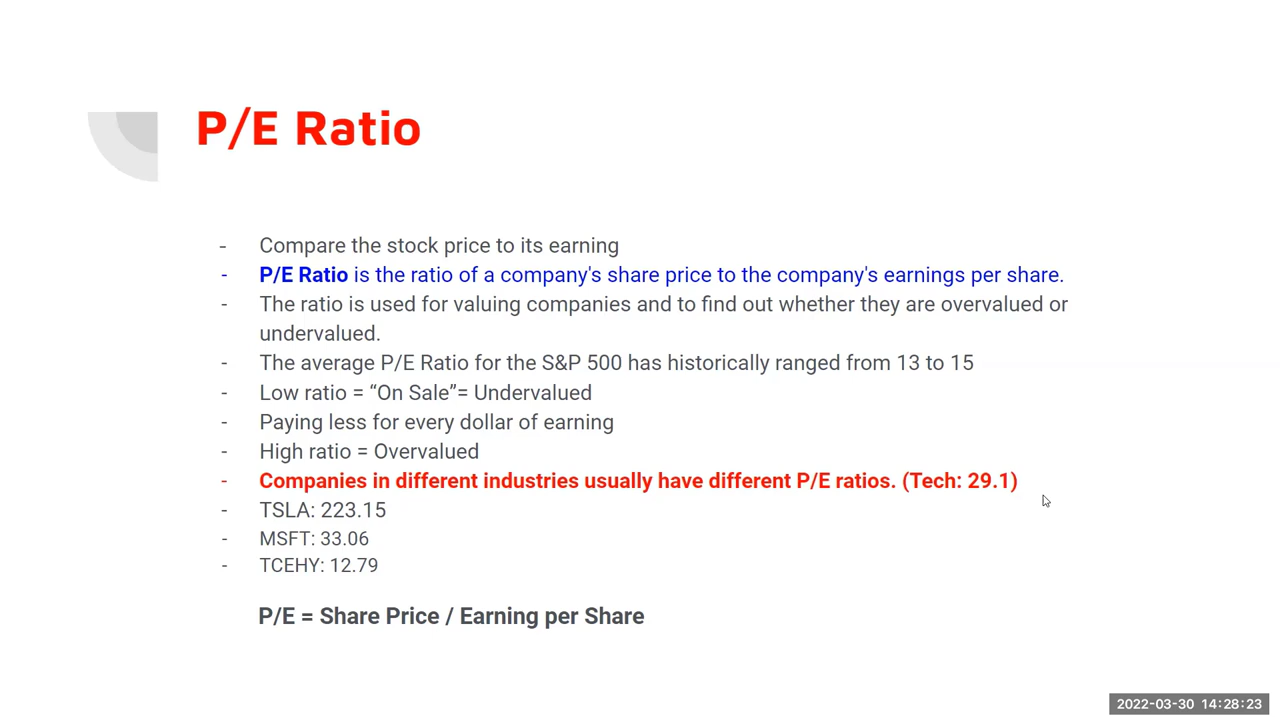 P/E Ratio
- Compare the stock price to its earning
- P/E Ratio is the ratio of a company's share price to the company's earnings per share.
- The ratio is used for valuing companies and to find out whether they are overvalued or
undervalued.
- The average P/E Ratio for the S&P 500 has historically ranged from 13 to 15
- Low ratio = “On Sale”= Undervalued
- Paying less for every dollar of earning
- High ratio = Overvalued
- Companies in different industries usually have different P/E ratios. (Tech: 29.1)
- TSLA: 223.15
- MSFT: 33.06
- TCEHY: 12.79
P/E = Share Price / Earning per Share
2022-03-30 14:28:23